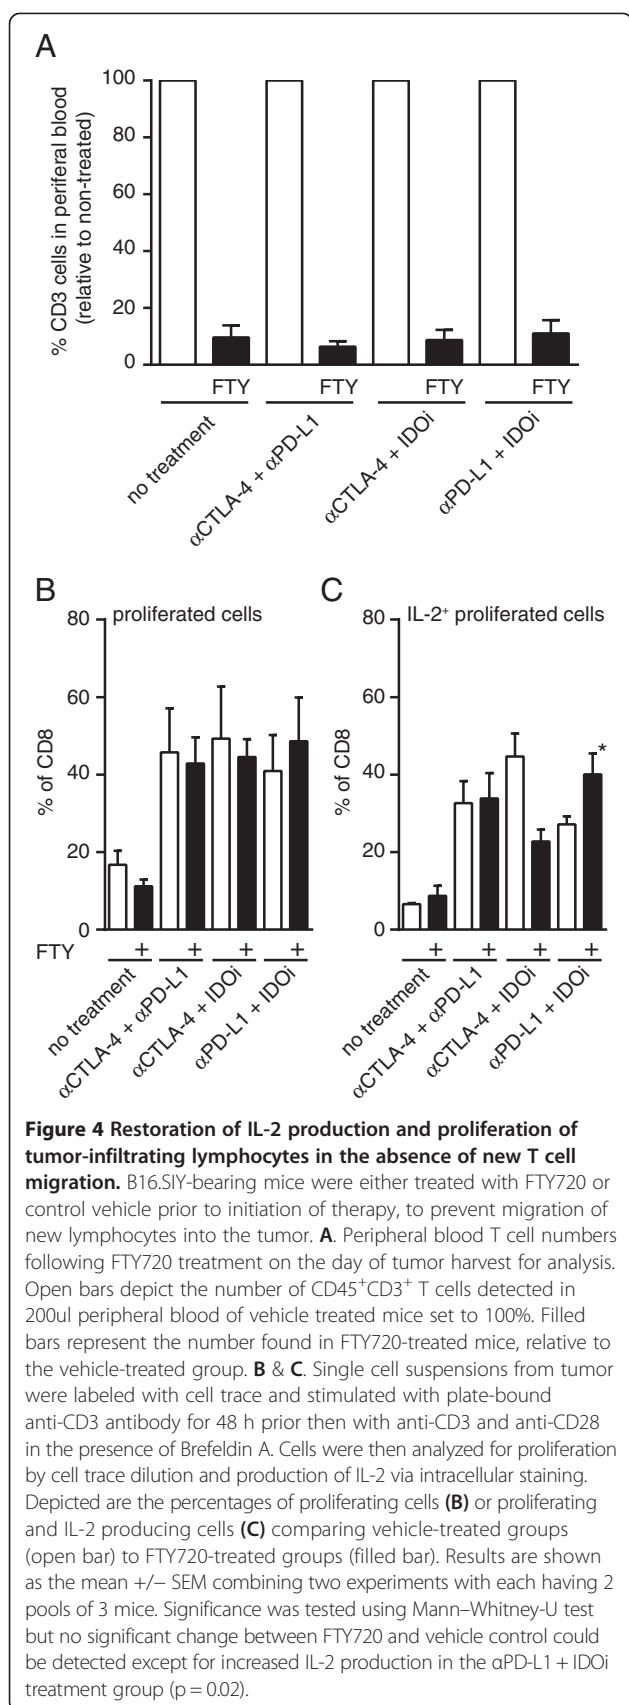 A
% CD3 cells in periferal blood
(relative to non-treated)
100
80
60
40
20
0
FTY
FTY
FTY
FTY
no treatment
αCTLA-4 + αPD-L1
αCTLA-4 + IDOi
αPD-L1 + IDOi
B
proliferated cells
% of CD8
80
60
40
20
0
FTY
+
+
+
+
no treatment
αCTLA-4 + αPD-L1
αCTLA-4 + IDOi
αPD-L1 + IDOi
C
IL-2⁺ proliferated cells
% of CD8
80
60
40
20
0
*
+
+
+
+
no treatment
αCTLA-4 + αPD-L1
αCTLA-4 + IDOi
αPD-L1 + IDOi
Figure 4 Restoration of IL-2 production and proliferation of
tumor-infiltrating lymphocytes in the absence of new T cell
migration. B16.SIY-bearing mice were either treated with FTY720 or
control vehicle prior to initiation of therapy, to prevent migration of
new lymphocytes into the tumor. A. Peripheral blood T cell numbers
following FTY720 treatment on the day of tumor harvest for analysis.
Open bars depict the number of CD45⁺CD3⁺ T cells detected in
200ul peripheral blood of vehicle treated mice set to 100%. Filled
bars represent the number found in FTY720-treated mice, relative to
the vehicle-treated group. B & C. Single cell suspensions from tumor
were labeled with cell trace and stimulated with plate-bound
anti-CD3 antibody for 48 h prior then with anti-CD3 and anti-CD28
in the presence of Brefeldin A. Cells were then analyzed for proliferation
by cell trace dilution and production of IL-2 via intracellular staining.
Depicted are the percentages of proliferating cells (B) or proliferating
and IL-2 producing cells (C) comparing vehicle-treated groups
(open bar) to FTY720-treated groups (filled bar). Results are shown
as the mean +/− SEM combining two experiments with each having 2
pools of 3 mice. Significance was tested using Mann–Whitney-U test
but no significant change between FTY720 and vehicle control could
be detected except for increased IL-2 production in the αPD-L1 + IDOi
treatment group (p = 0.02).